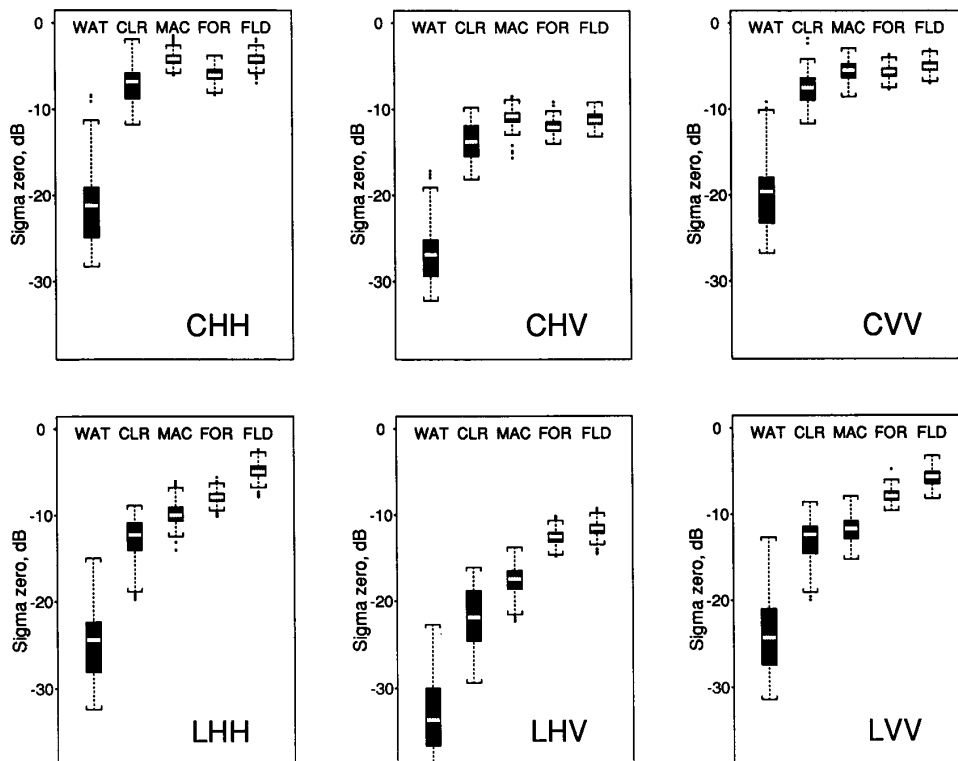 0
WAT CLR MAC FOR FLD
-10
-20
-30
Sigma zero, dB
CHH
0
WAT CLR MAC FOR FLD
-10
-20
-30
Sigma zero, dB
CHV
0
WAT CLR MAC FOR FLD
-10
-20
-30
Sigma zero, dB
CVV
0
WAT CLR MAC FOR FLD
-10
-20
-30
Sigma zero, dB
LHH
0
WAT CLR MAC FOR FLD
-10
-20
-30
Sigma zero, dB
LHV
0
WAT CLR MAC FOR FLD
-10
-20
-30
Sigma zero, dB
LVV